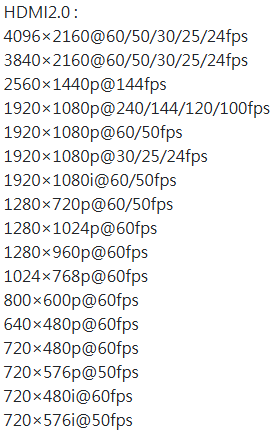 HDMI2.0 :
4096×2160@60/50/30/25/24fps
3840×2160@60/50/30/25/24fps
2560×1440p@144fps
1920×1080p@240/144/120/100fps
1920×1080p@60/50fps
1920×1080p@30/25/24fps
1920×1080i@60/50fps
1280×720p@60/50fps
1280×1024p@60fps
1280×960p@60fps
1024×768p@60fps
800×600p@60fps
640×480p@60fps
720×480p@60fps
720×576p@50fps
720×480i@60fps
720×576i@50fps